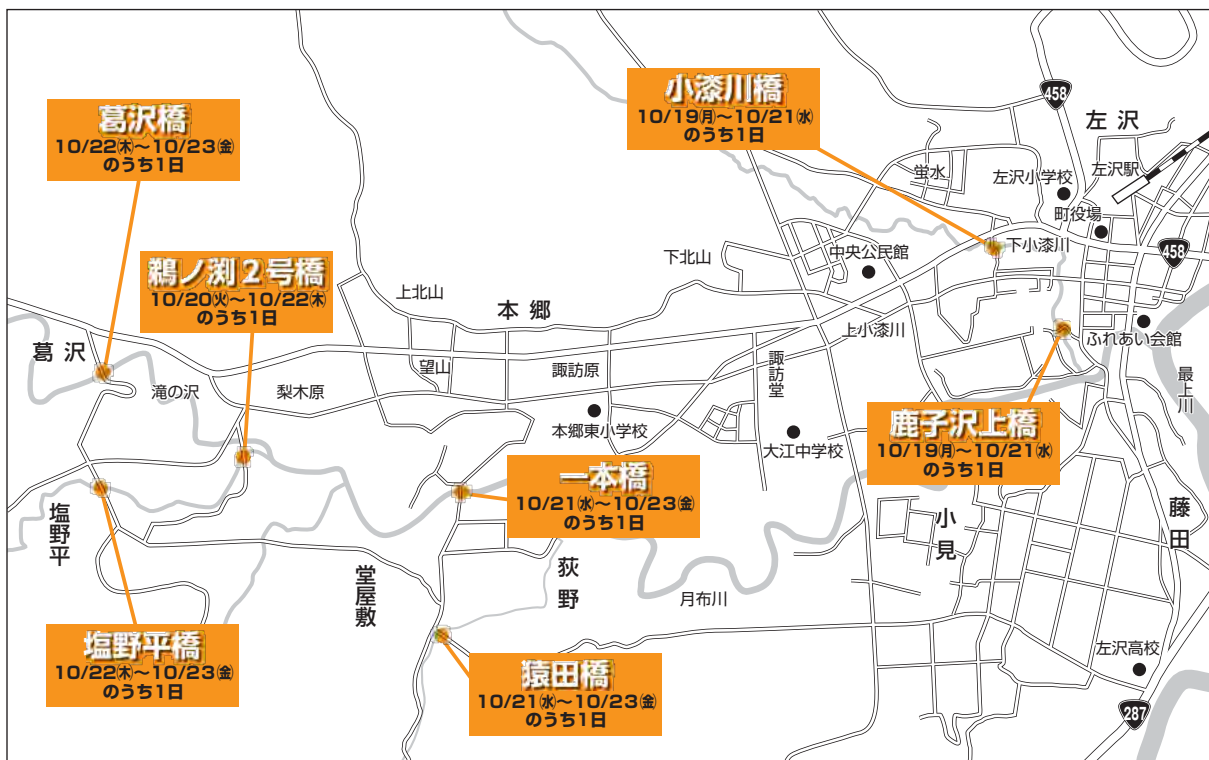 小漆川橋
10/19㈪～10/21㈬
のうち1日
葛沢橋
10/22㈭～10/23㈮
のうち1日
458
左沢
蛍水
左沢小学校
左沢駅
町役場
鵜ノ渕２号橋
10/20㈫～10/22㈭
のうち1日
下北山
中央公民館
下小漆川
458
上北山
本郷
上小漆川
ふれあい会館
葛沢
滝の沢
梨木原
望山
諏訪原
諏訪堂
最上川
本郷東小学校
大江中学校
鹿子沢上橋
10/19㈪～10/21㈬
のうち1日
一本橋
10/21㈬～10/23㈮
のうち1日
塩野平
小見
藤田
堂屋敷
荻野
月布川
塩野平橋
10/22㈭～10/23㈮
のうち1日
猿田橋
10/21㈬～10/23㈮
のうち1日
左沢高校
287